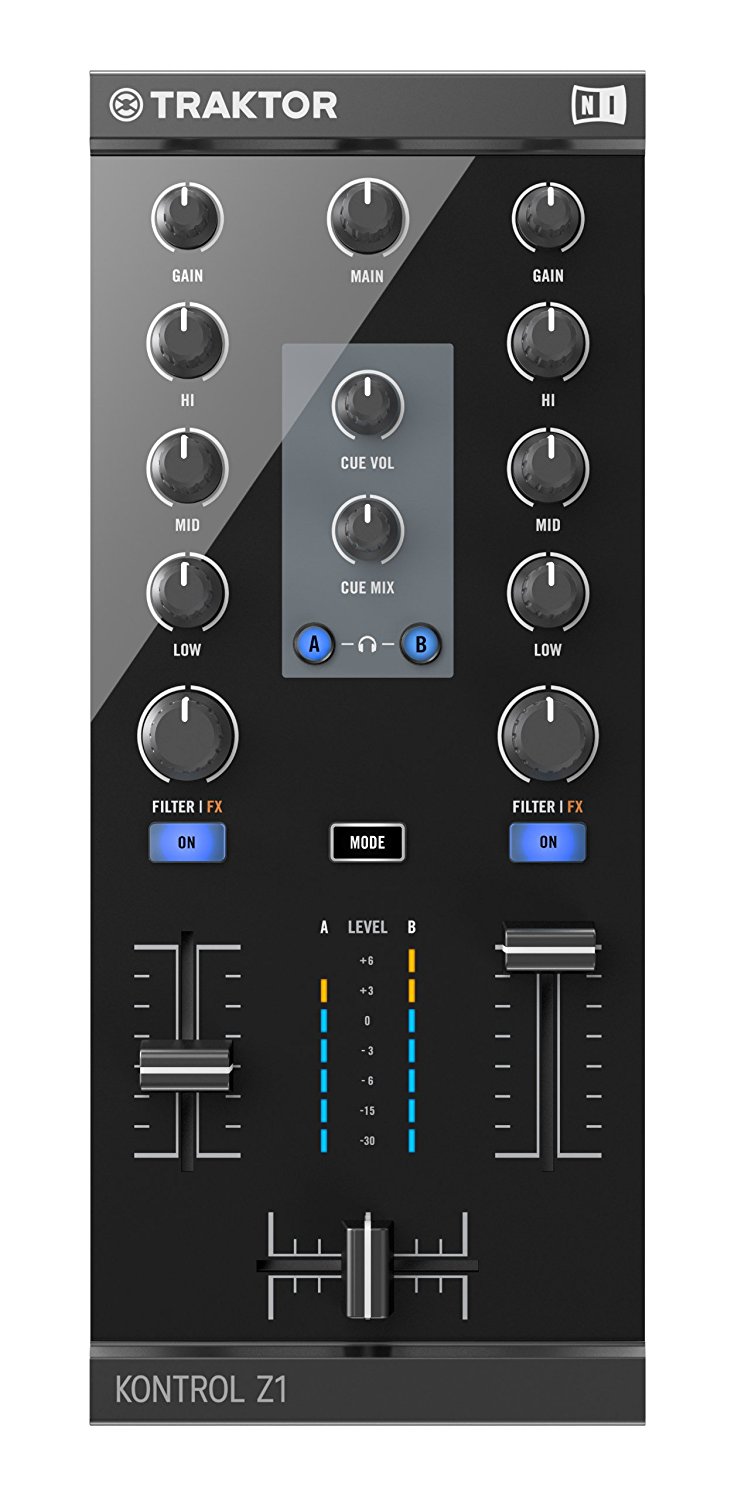 TRAKTOR NI
GAIN MAIN GAIN
HI HI
CUE VOL
MID MID
CUE MIX
LOW A B LOW
FILTER | FX FILTER | FX
ON MODE ON
A LEVEL B
+6
+3
0
-3
-6
-15
-30
KONTROL Z1